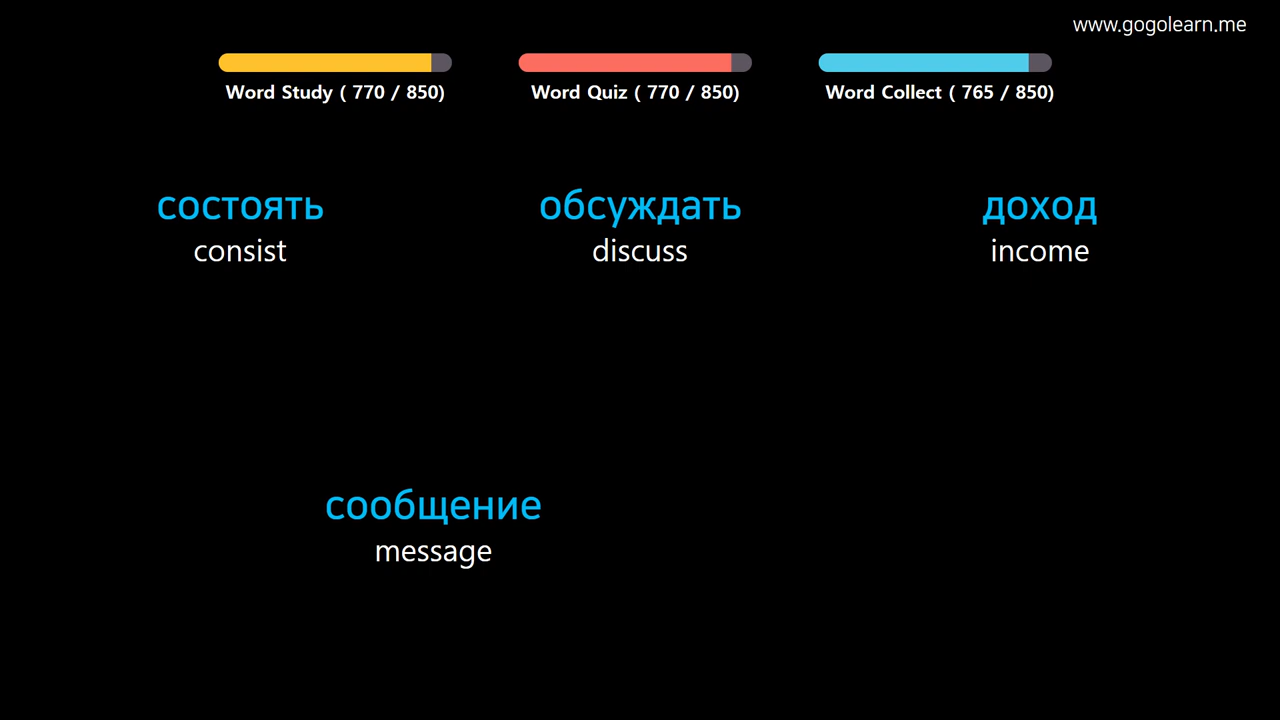 www.gogolearn.me
Word Study ( 770 / 850)
Word Quiz ( 770 / 850)
Word Collect ( 765 / 850)
состоять
consist
обсуждать
discuss
доход
income
сообщение
message